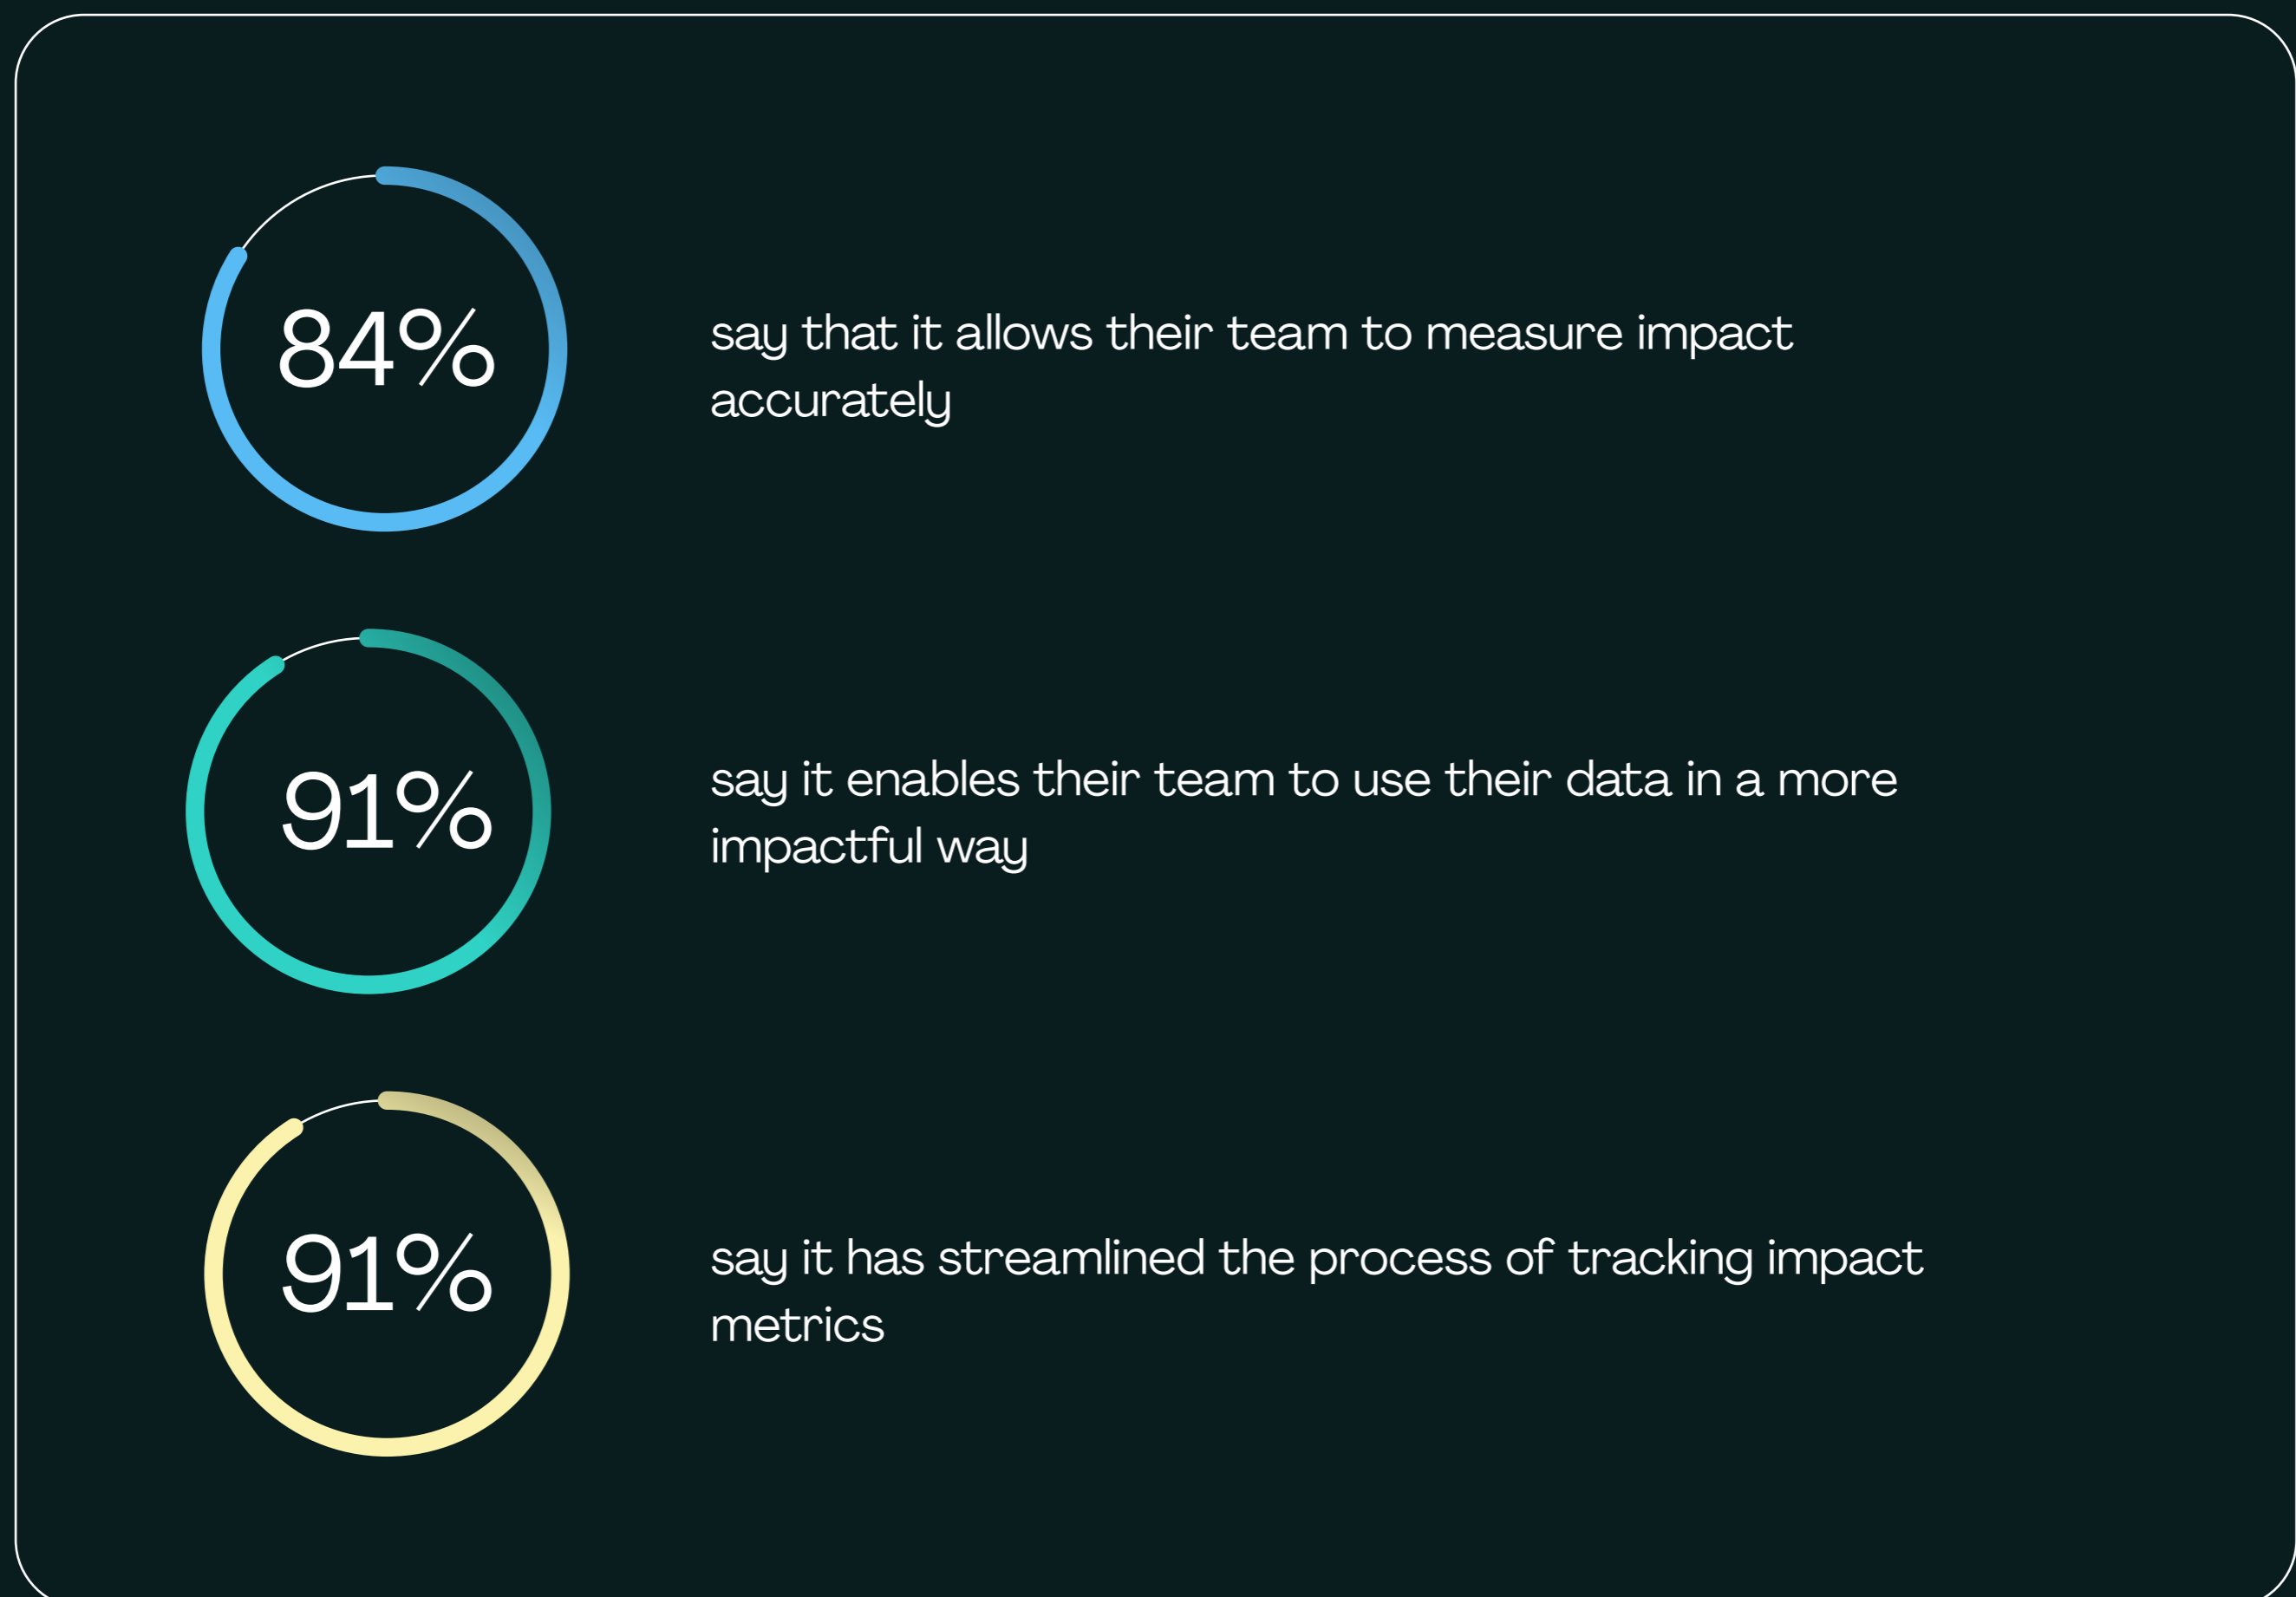 84%
say that it allows their team to measure impact
accurately
91%
say it enables their team to use their data in a more
impactful way
91%
say it has streamlined the process of tracking impact
metrics